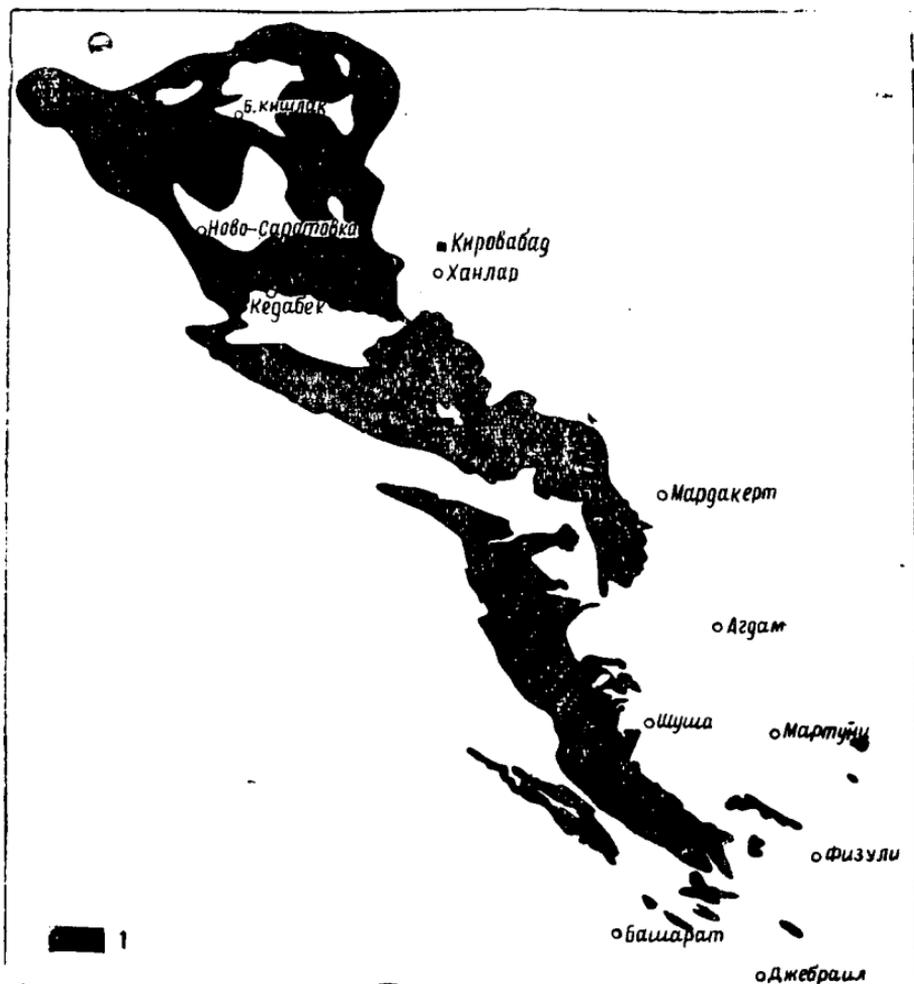 Б. Кишлак
Ново-Саратовка
Кировабад
Ханлар
Кедабек
Мардакерт
Агдам
Шуша
Мартуни
Физули
Башарат
Джебраил
1